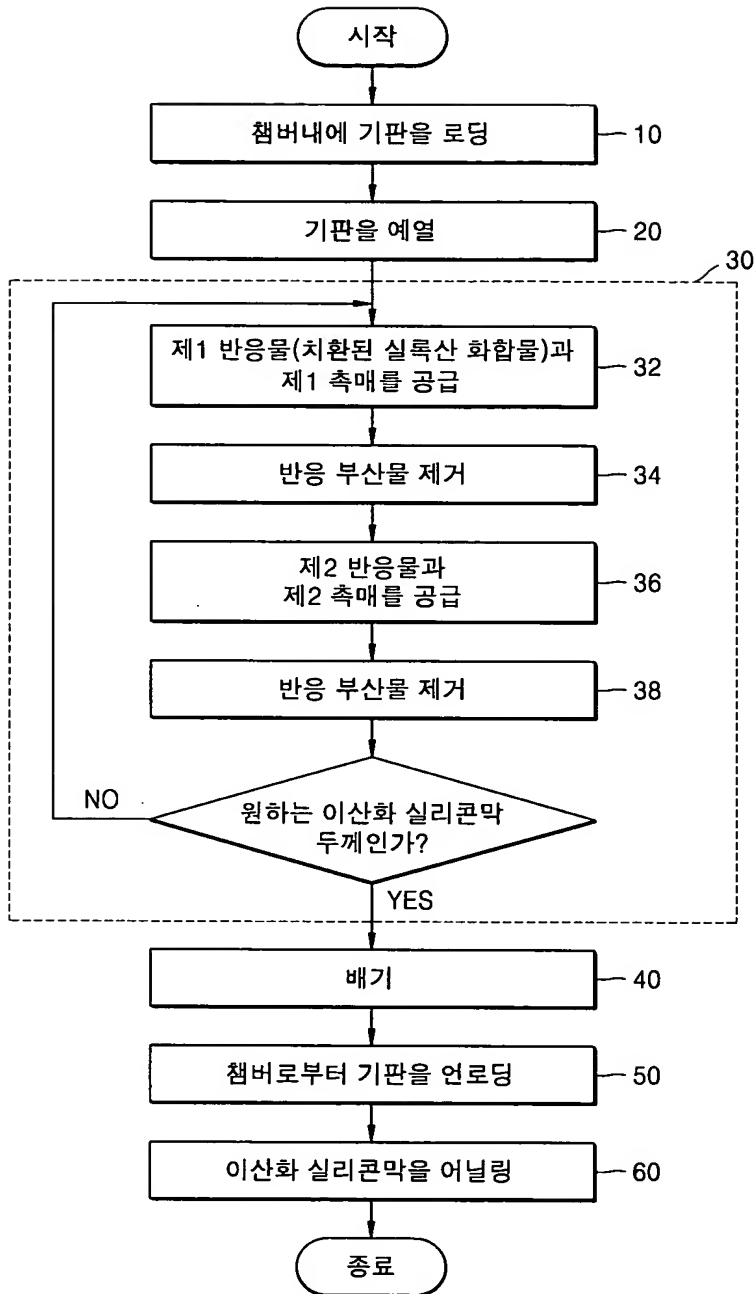 시작
챔버내에 기판을 로딩
10
기판을 예열
20
30
제1 반응물(치환된 실록산 화합물)과
제1 촉매를 공급
32
반응 부산물 제거
34
제2 반응물과
제2 촉매를 공급
36
반응 부산물 제거
38
NO
원하는 이산화 실리콘막
두께인가?
YES
배기
40
챔버로부터 기판을 언로딩
50
이산화 실리콘막을 어닐링
60
종료